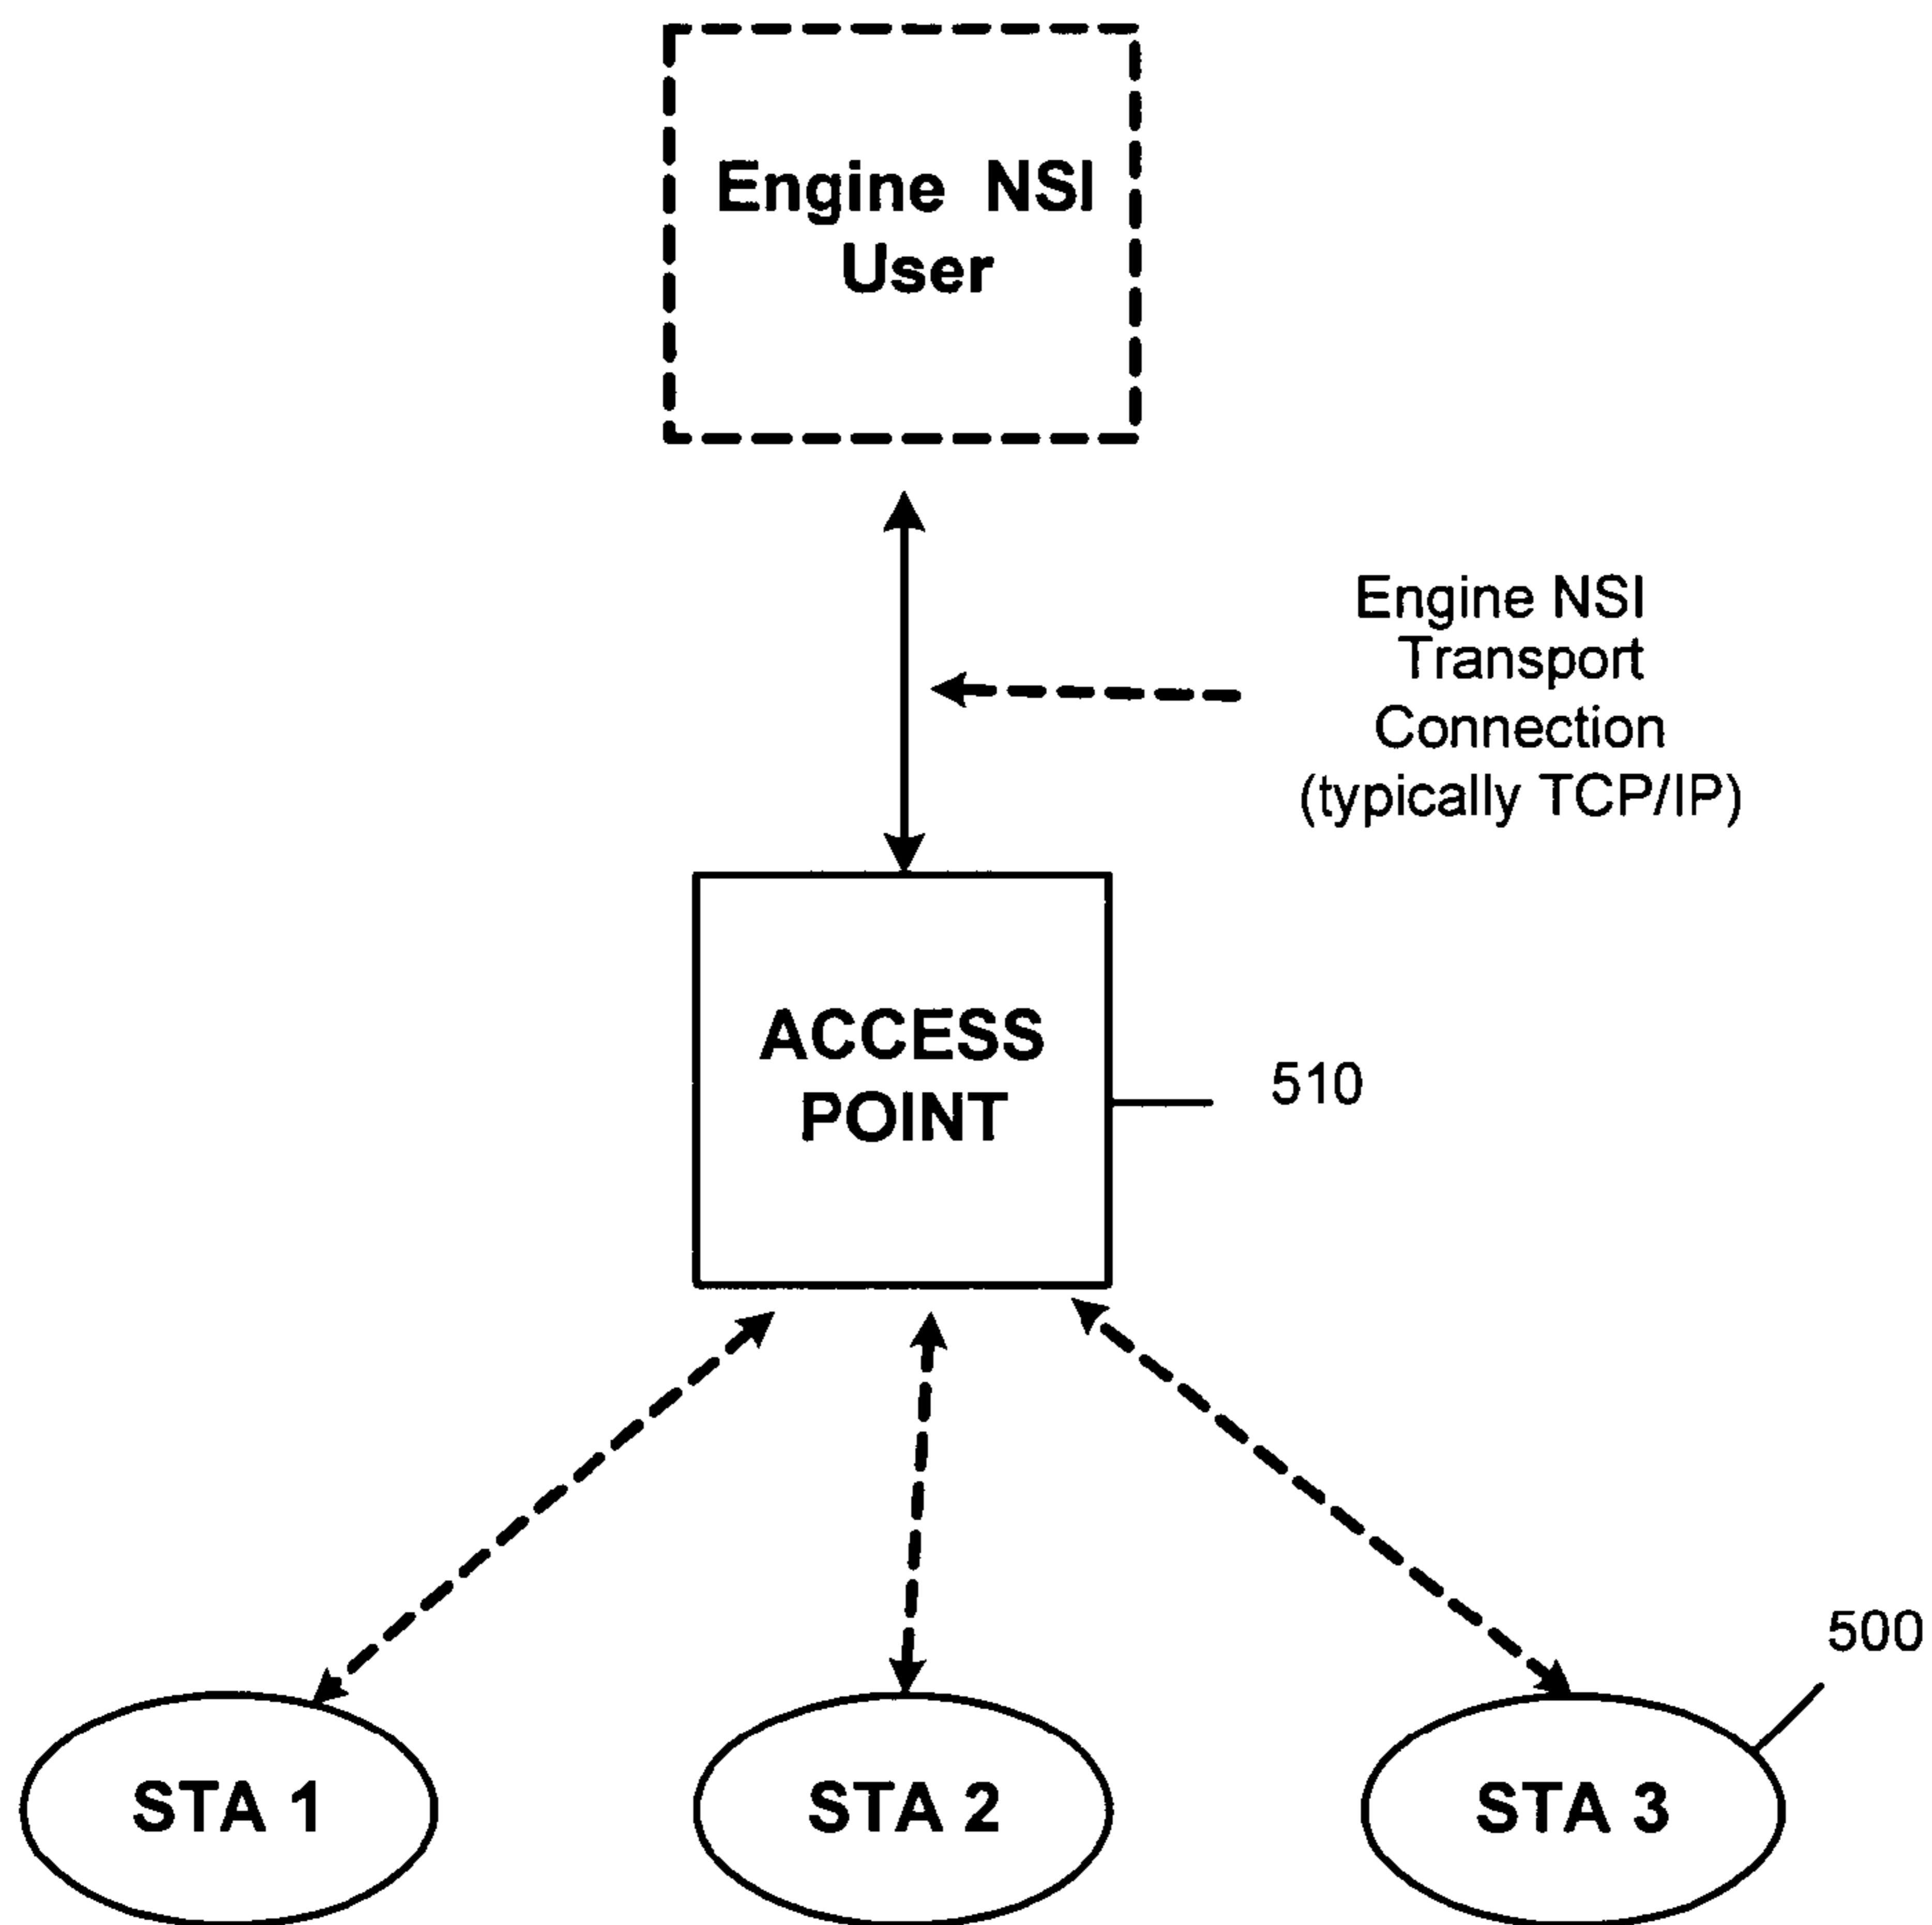 Engine NSI
User
Engine NSI
Transport
Connection
(typically TCP/IP)
ACCESS
POINT
510
500
STA 1
STA 2
STA 3